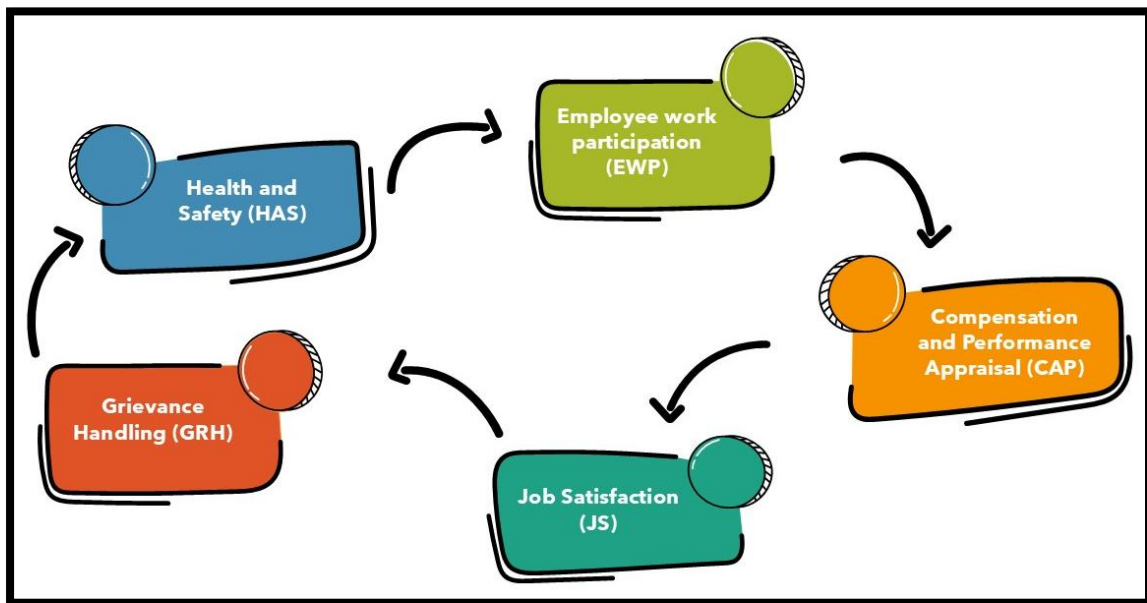 Employee work
participation
(EWP)
Health and
Safety (HAS)
Compensation
and Performance
Appraisal (CAP)
Grievance
Handling (GRH)
Job Satisfaction
(JS)